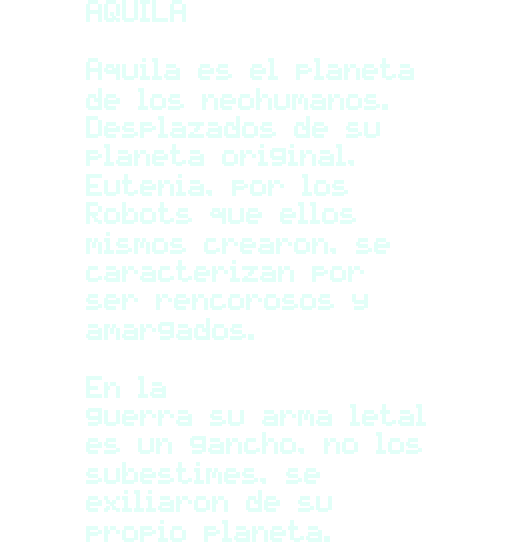 AQUILA
Aquila es el planeta
de los neohumanos.
Desplazados de su
planeta original,
Eutenia, por los
Robots que ellos
mismos crearon, se
caracterizan por
ser rencorosos y
amargados.
En la
guerra su arma letal
es un gancho, no los
subestimes, se
exiliaron de su
propio planeta.